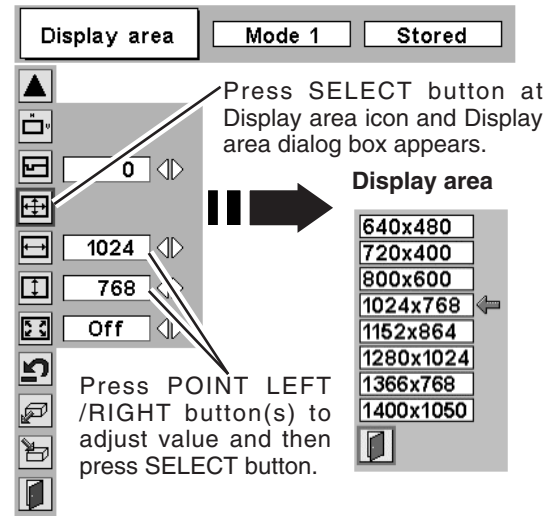 Display area
Mode 1
Stored
Press SELECT button at
Display area icon and Display
area dialog box appears.
H
V
0
1024
768
Off
Display area
640x480
720x400
800x600
1024x768
1152x864
1280x1024
1366x768
1400x1050
Press POINT LEFT
/RIGHT button(s) to
adjust value and then
press SELECT button.